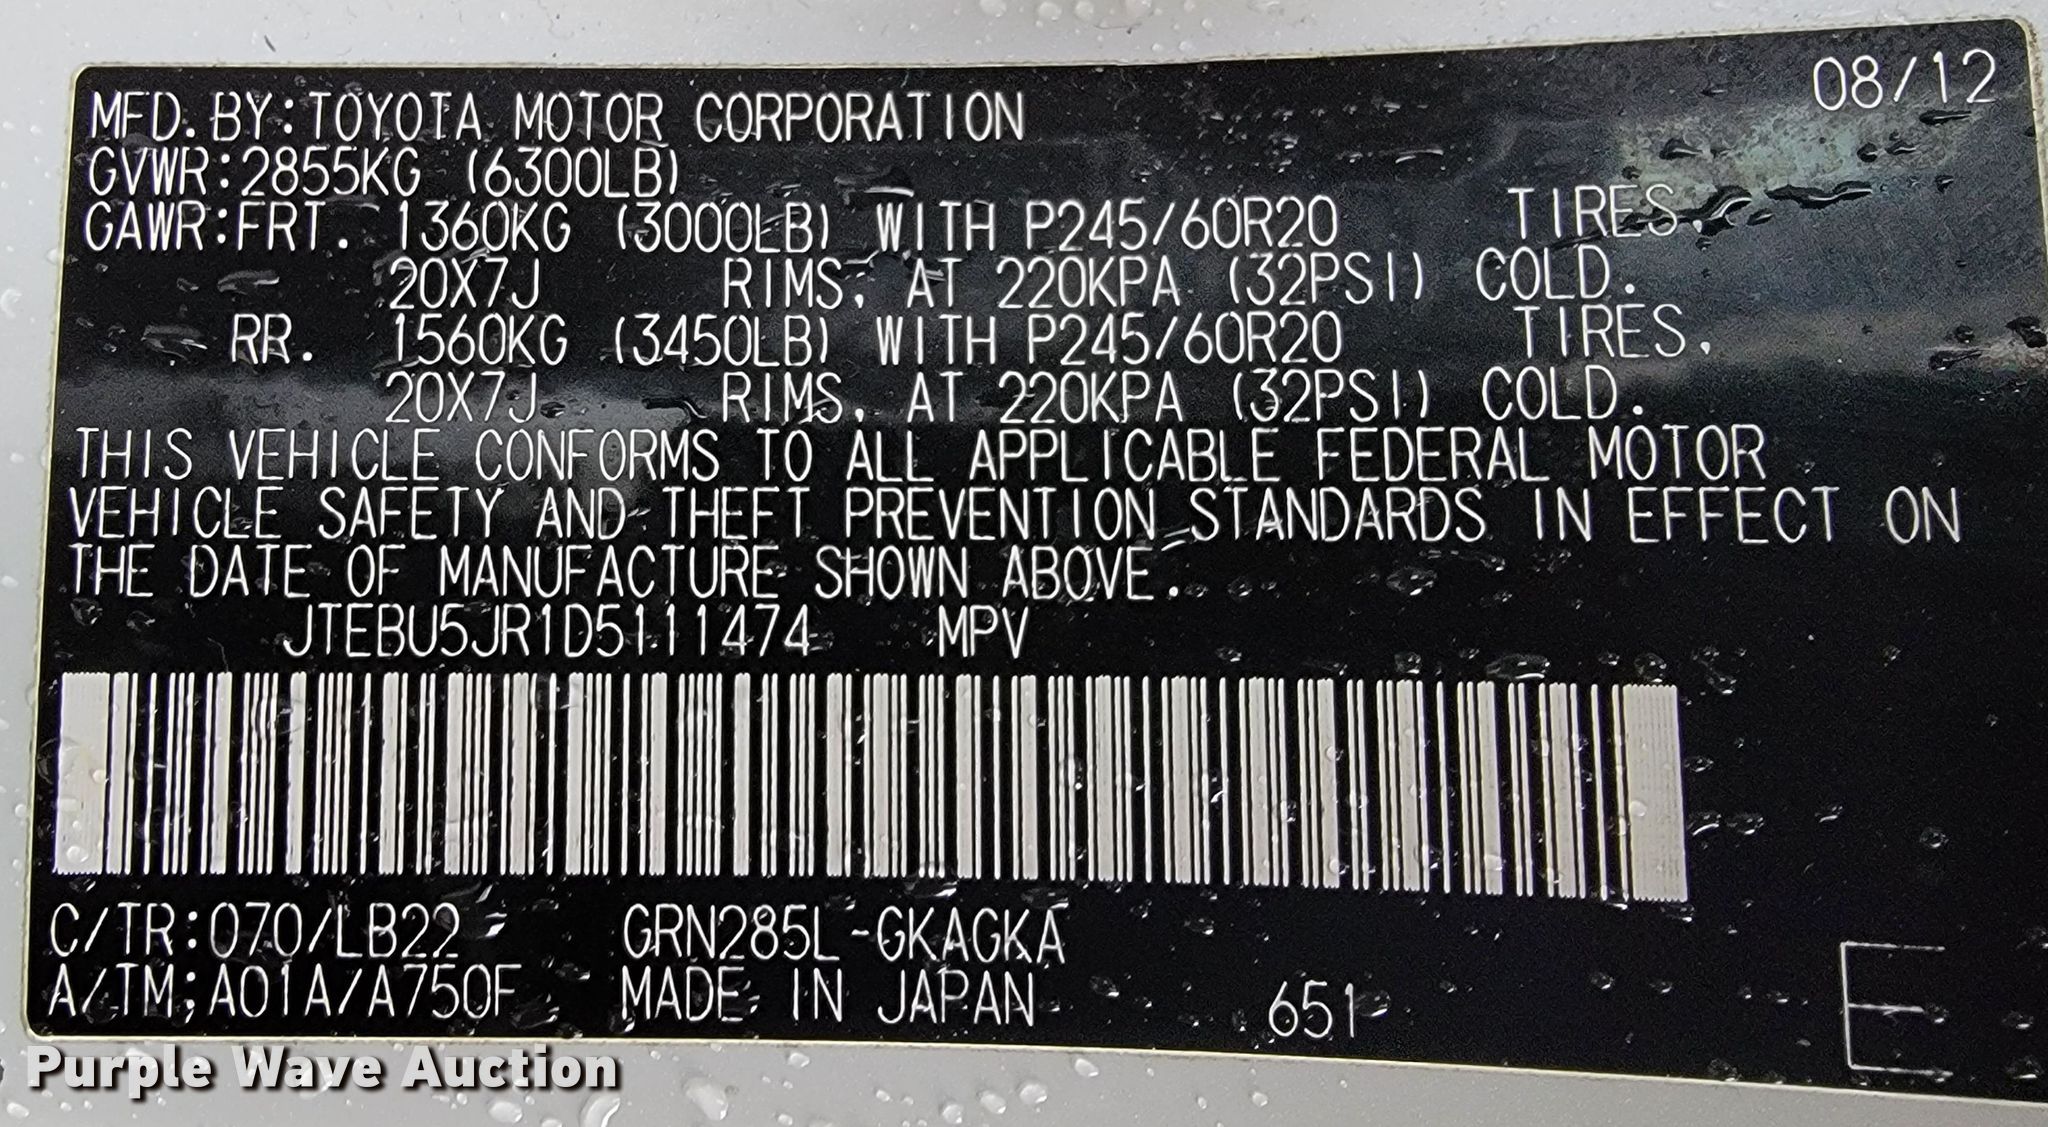 08/12
MFD. BY: TOYOTA MOTOR CORPORATION
GVWR: 2855KG (6300LB)
GAWR: FRT. 1360KG (3000LB) WITH P245/60R20 TIRES,
20X7J RIMS, AT 220KPA (32PSI) COLD.
RR. 1560KG (3450LB) WITH P245/60R20 TIRES,
20X7J RIMS, AT 220KPA (32PSI) COLD.
THIS VEHICLE CONFORMS TO ALL APPLICABLE FEDERAL MOTOR
VEHICLE SAFETY AND THEFT PREVENTION STANDARDS IN EFFECT ON
THE DATE OF MANUFACTURE SHOWN ABOVE.
JTEBU5JR1D5111474 MPV
C/TR: 070/LB22 GRN285L-GKAGKA
A/TM: A01A/A750F MADE IN JAPAN 651 E
Purple Wave Auction